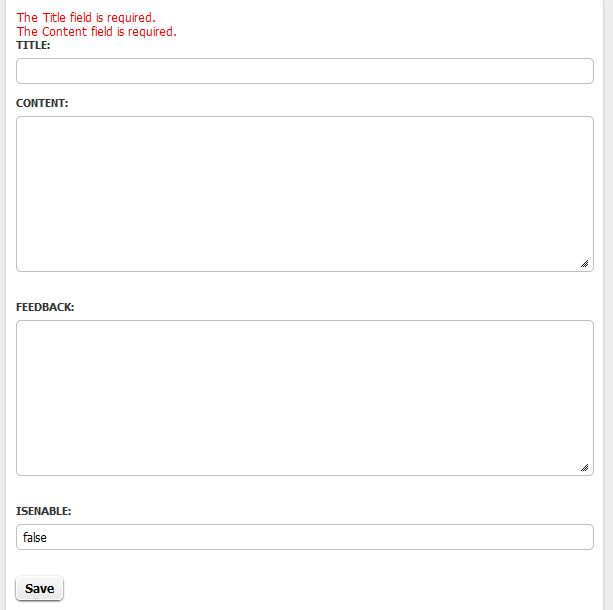 The Title field is required.
The Content field is required.
TITLE:
CONTENT:
FEEDBACK:
ISENABLE:
false
Save